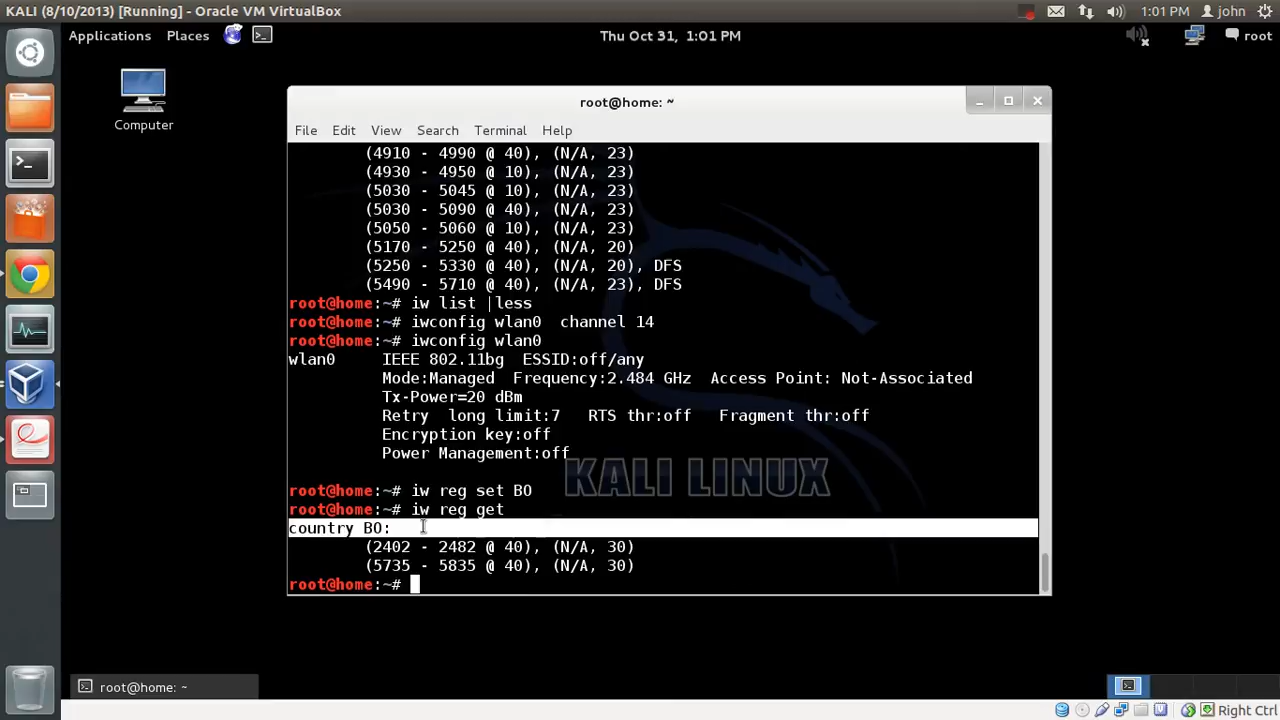 KALI (8/10/2013) [Running] - Oracle VM VirtualBox
1:01 PM
john
Applications
Places
Thu Oct 31, 1:01 PM
root
Computer
root@home: ~
File Edit View Search Terminal Help
(4910 - 4990 @ 40), (N/A, 23)
(4930 - 4950 @ 10), (N/A, 23)
(5030 - 5045 @ 10), (N/A, 23)
(5030 - 5090 @ 40), (N/A, 23)
(5050 - 5060 @ 10), (N/A, 23)
(5170 - 5250 @ 40), (N/A, 20)
(5250 - 5330 @ 40), (N/A, 20), DFS
(5490 - 5710 @ 40), (N/A, 23), DFS
root@home:~# iw list |less
root@home:~# iwconfig wlan0  channel 14
root@home:~# iwconfig wlan0
wlan0     IEEE 802.11bg  ESSID:off/any
Mode:Managed  Frequency:2.484 GHz  Access Point: Not-Associated
Tx-Power=20 dBm
Retry  long limit:7   RTS thr:off   Fragment thr:off
Encryption key:off
Power Management:off
KALI LINUX
root@home:~# iw reg set BO
root@home:~# iw reg get
country BO:
(2402 - 2482 @ 40), (N/A, 30)
(5735 - 5835 @ 40), (N/A, 30)
root@home:~#
root@home: ~
Right Ctrl